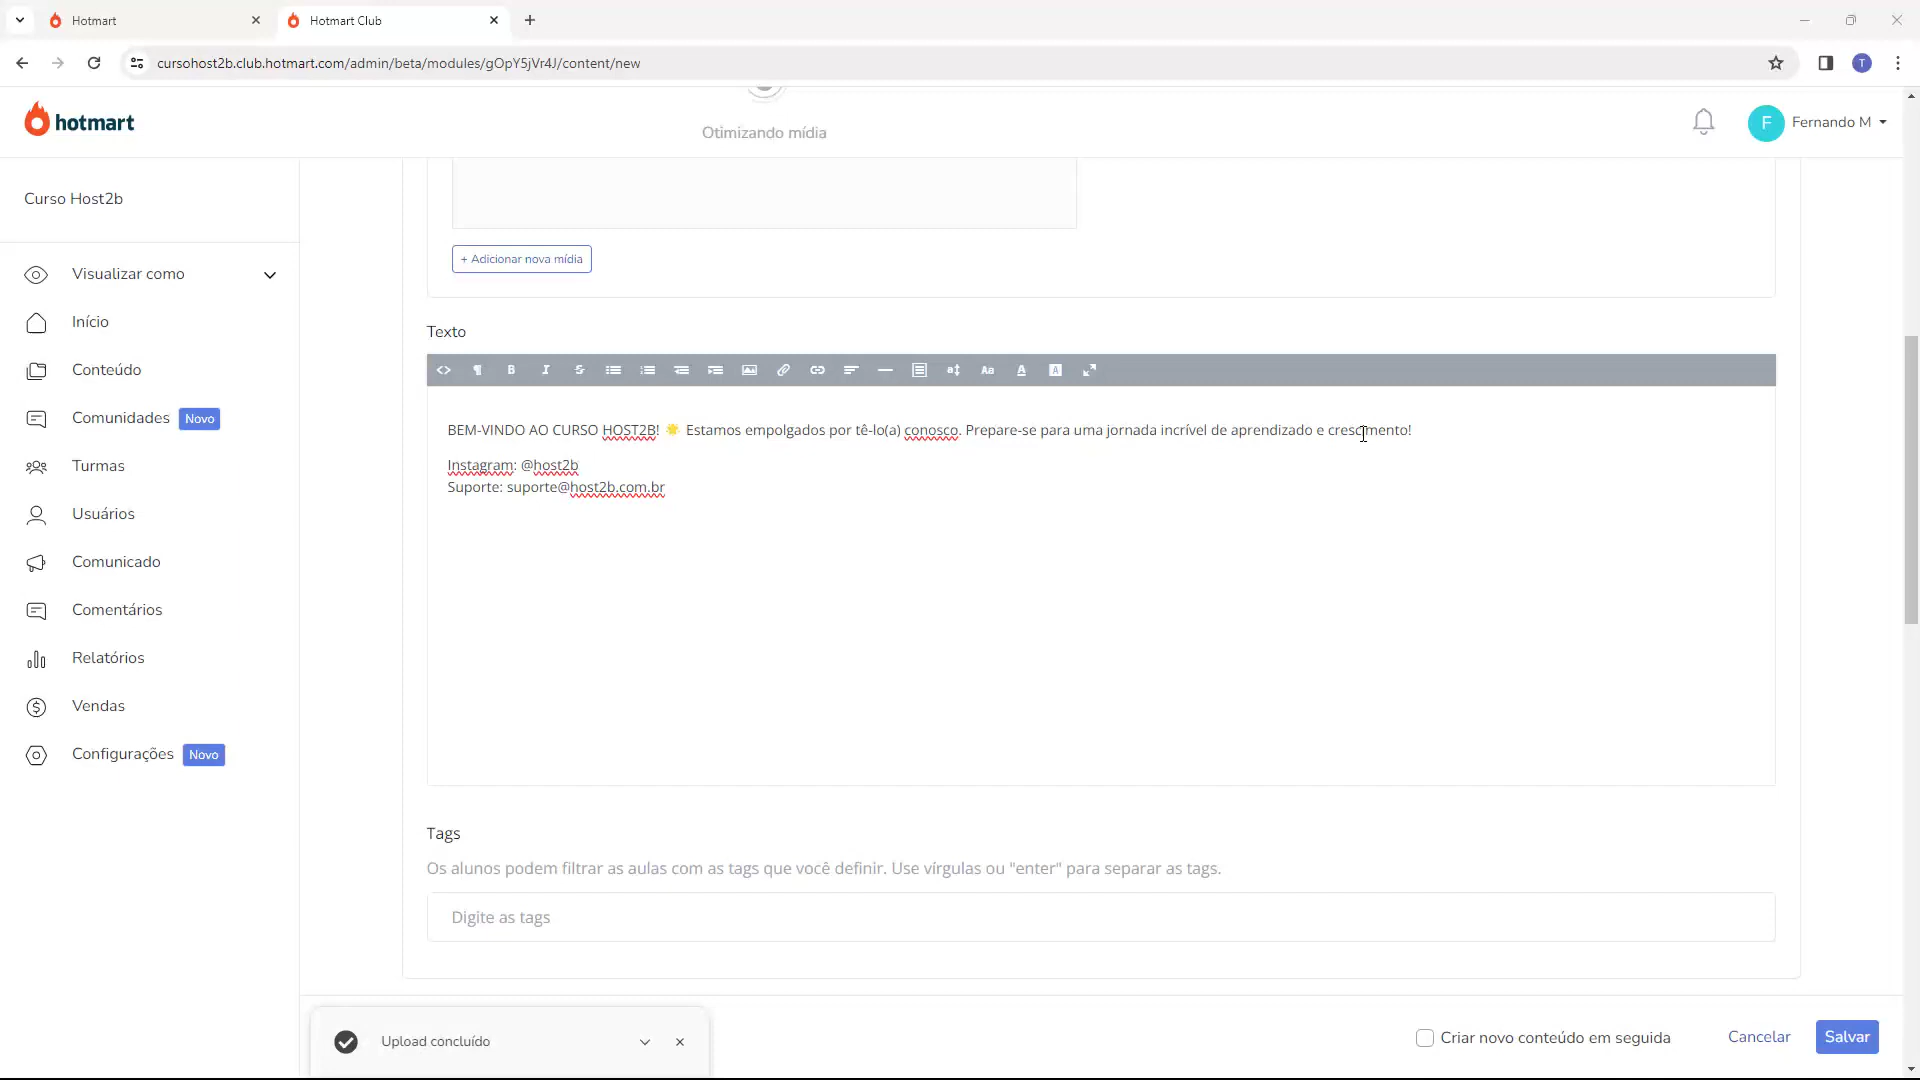 Hotmart
Hotmart Club
cursohost2b.club.hotmart.com/admin/beta/modules/gOpY5jVr4J/content/new
T
hotmart
Otimizando mídia
F
Fernando M
Curso Host2b
Visualizar como
Início
Conteúdo
Comunidades Novo
Turmas
Usuários
Comunicado
Comentários
Relatórios
Vendas
Configurações Novo
+ Adicionar nova mídia
Texto
BEM-VINDO AO CURSO HOST2B! 🌟 Estamos empolgados por tê-lo(a) conosco. Prepare-se para uma jornada incrível de aprendizado e crescimento!
Instagram: @host2b
Suporte: suporte@host2b.com.br
Tags
Os alunos podem filtrar as aulas com as tags que você definir. Use vírgulas ou "enter" para separar as tags.
Digite as tags
Upload concluído
Criar novo conteúdo em seguida
Cancelar
Salvar